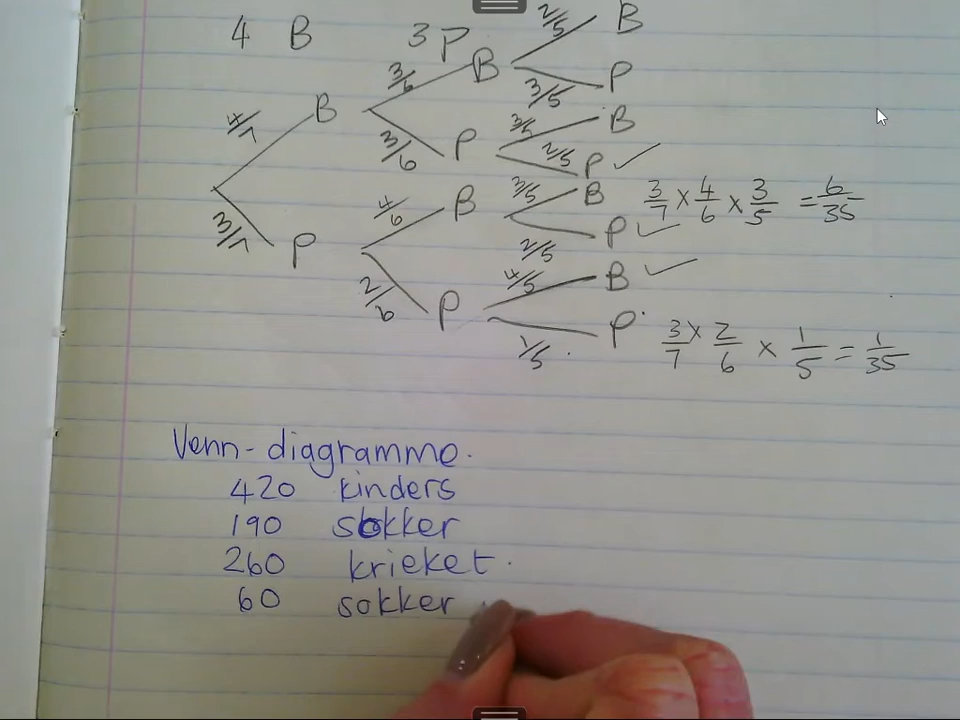 4 B 3 P
2/5 B
3/6 B
3/5 P
4/7 B
3/5 B
3/6 P
2/5 P ✓
4/6 B
3/5 B 3/7 × 4/6 × 3/5 = 6/35
3/7 P
2/5 P ✓
4/5 B ✓
2/6 P
1/5 P 3/7 × 2/6 × 1/5 = 1/35
Venn-diagramme.
420 kinders
190 sokker
260 krieket.
60 sokker